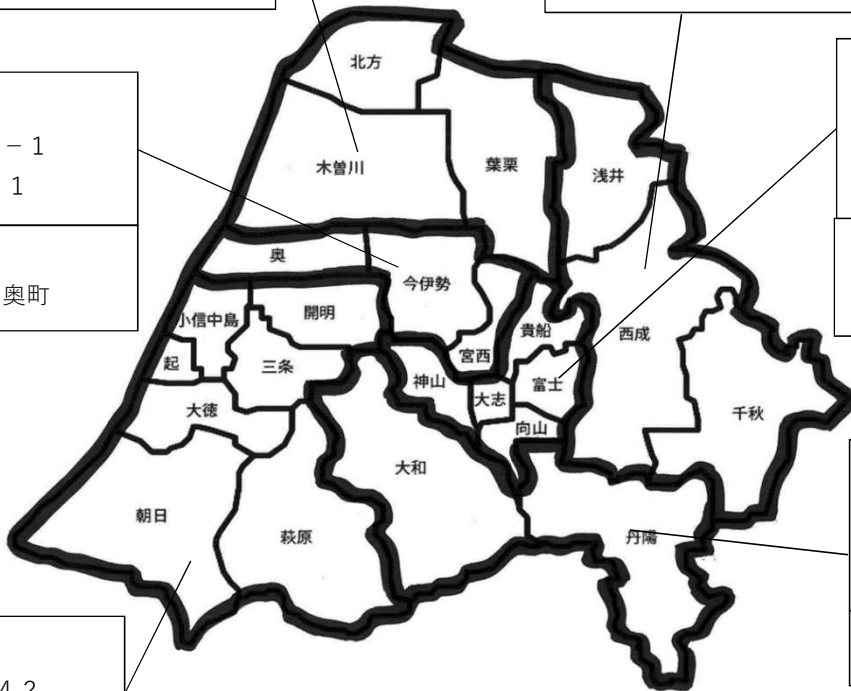 北方
木曽川
葉栗
浅井
－１
１
奥町
奥
今伊勢
小信中島
開明
貴船
西成
宮西
起
三条
神山
富士
大志
千秋
大徳
向山
大和
朝日
萩原
丹陽
４２